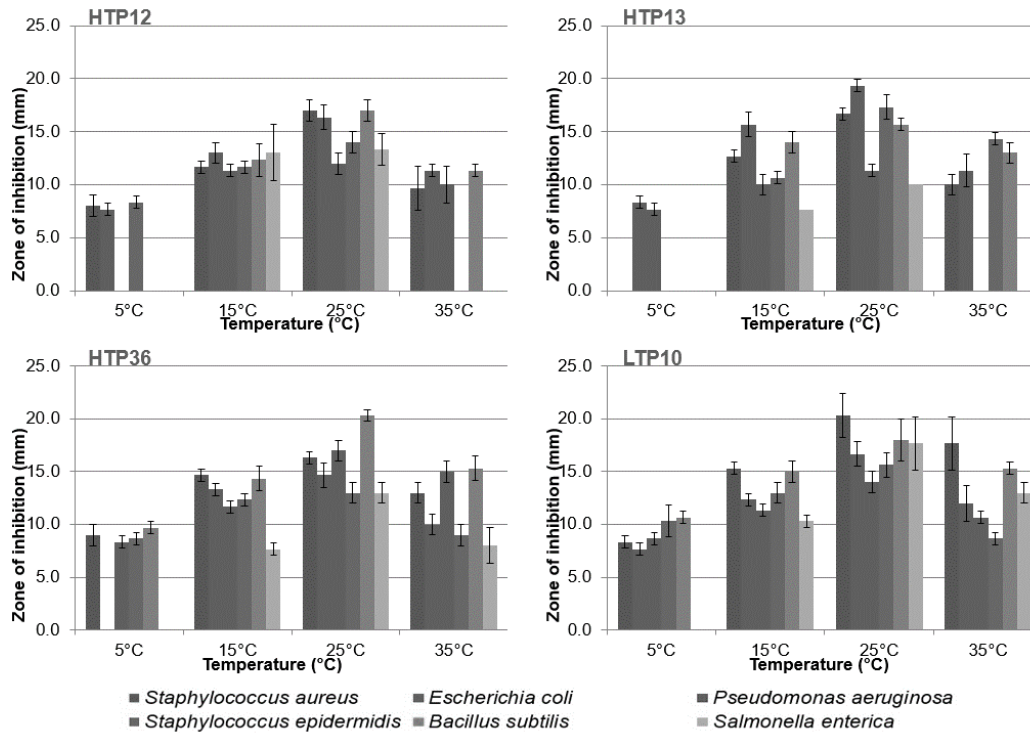 HTP12
25.0
20.0
15.0
10.0
5.0
0.0
Zone of inhibition (mm)
5°C 15°C 25°C 35°C
Temperature (°C)
HTP13
25.0
20.0
15.0
10.0
5.0
0.0
Zone of inhibition (mm)
5°C 15°C 25°C 35°C
Temperature (°C)
HTP36
25.0
20.0
15.0
10.0
5.0
0.0
Zone of inhibition (mm)
5°C 15°C 25°C 35°C
Temperature (°C)
LTP10
25.0
20.0
15.0
10.0
5.0
0.0
Zone of inhibition (mm)
5°C 15°C 25°C 35°C
Temperature (°C)
Staphylococcus aureus Escherichia coli Pseudomonas aeruginosa
Staphylococcus epidermidis Bacillus subtilis Salmonella enterica